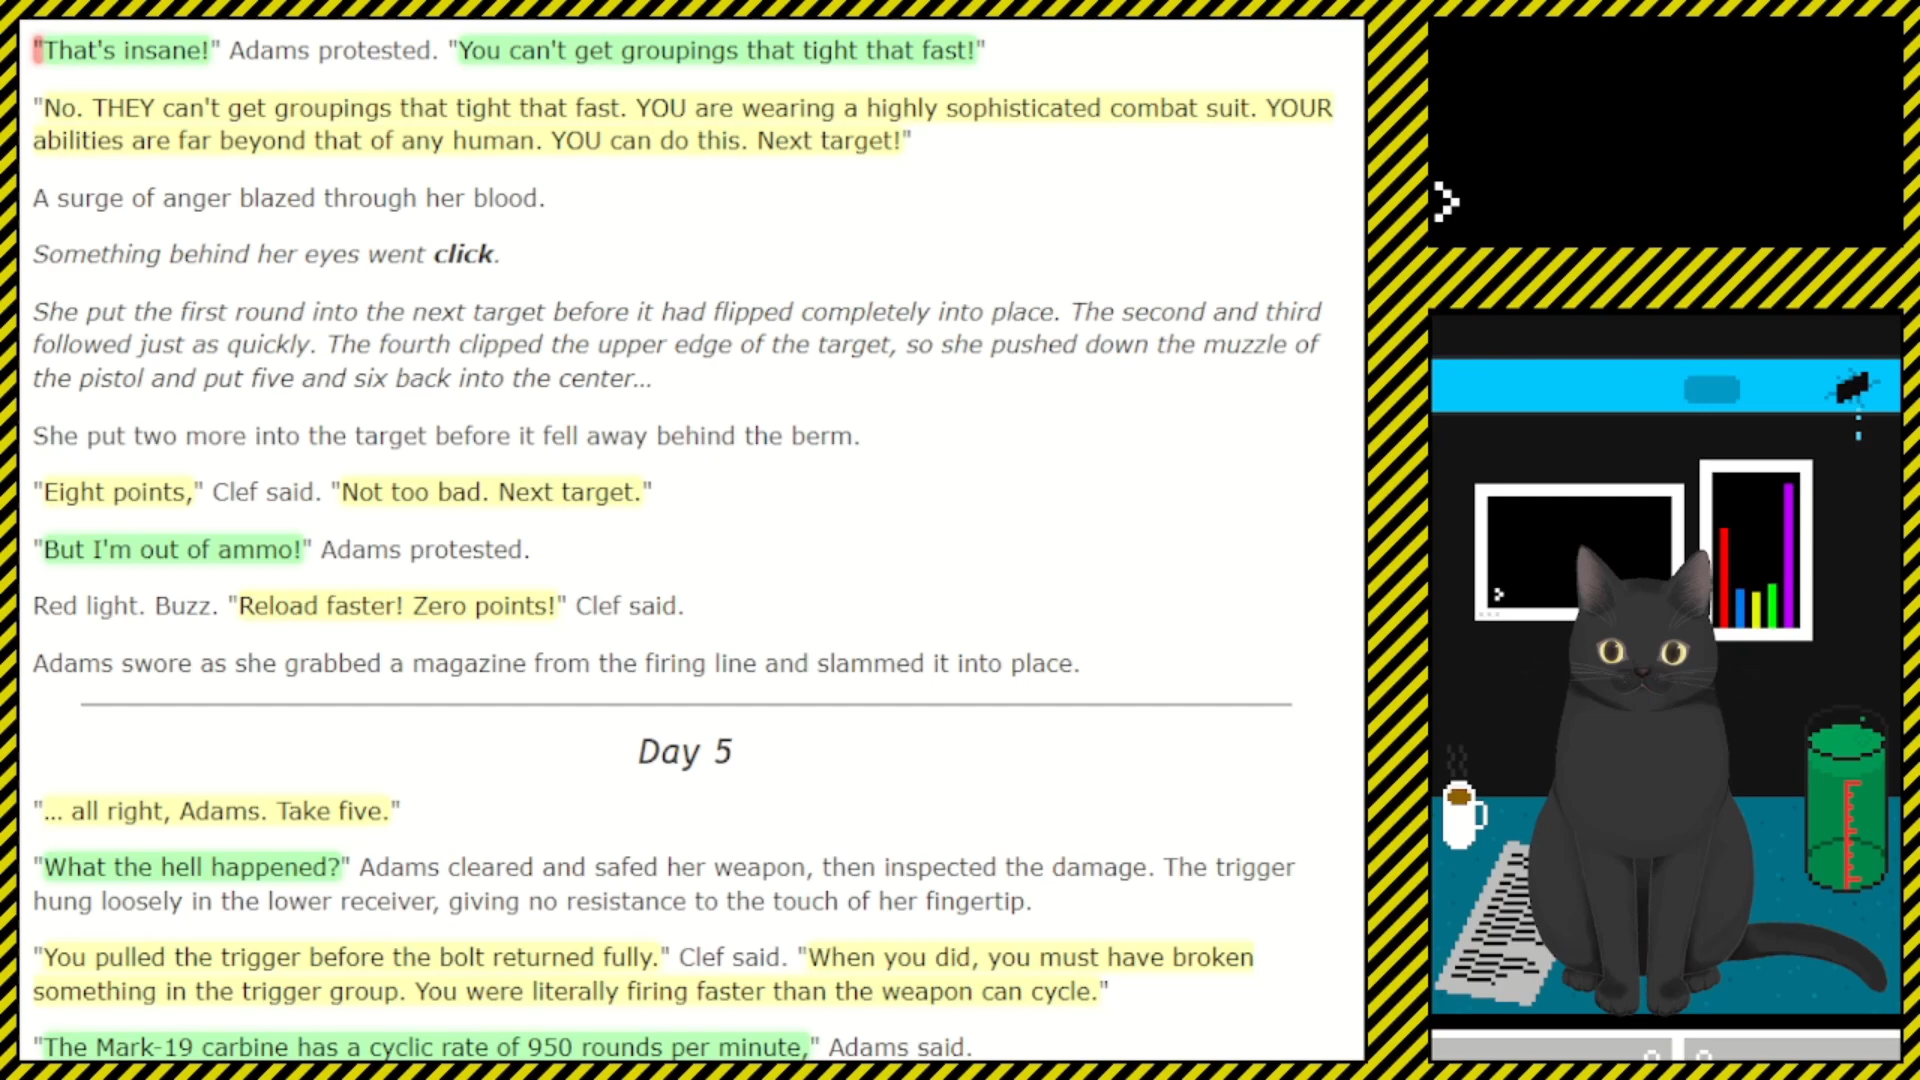 "That's insane!" Adams protested. "You can't get groupings that tight that fast!"
"No. THEY can't get groupings that tight that fast. YOU are wearing a highly sophisticated combat suit. YOUR
abilities are far beyond that of any human. YOU can do this. Next target!"
A surge of anger blazed through her blood.
Something behind her eyes went click.
She put the first round into the next target before it had flipped completely into place. The second and third
followed just as quickly. The fourth clipped the upper edge of the target, so she pushed down the muzzle of
the pistol and put five and six back into the center...
She put two more into the target before it fell away behind the berm.
"Eight points," Clef said. "Not too bad. Next target."
"But I'm out of ammo!" Adams protested.
Red light. Buzz. "Reload faster! Zero points!" Clef said.
Adams swore as she grabbed a magazine from the firing line and slammed it into place.
Day 5
"... all right, Adams. Take five."
"What the hell happened?" Adams cleared and safed her weapon, then inspected the damage. The trigger
hung loosely in the lower receiver, giving no resistance to the touch of her fingertip.
"You pulled the trigger before the bolt returned fully." Clef said. "When you did, you must have broken
something in the trigger group. You were literally firing faster than the weapon can cycle."
"The Mark-19 carbine has a cyclic rate of 950 rounds per minute," Adams said.